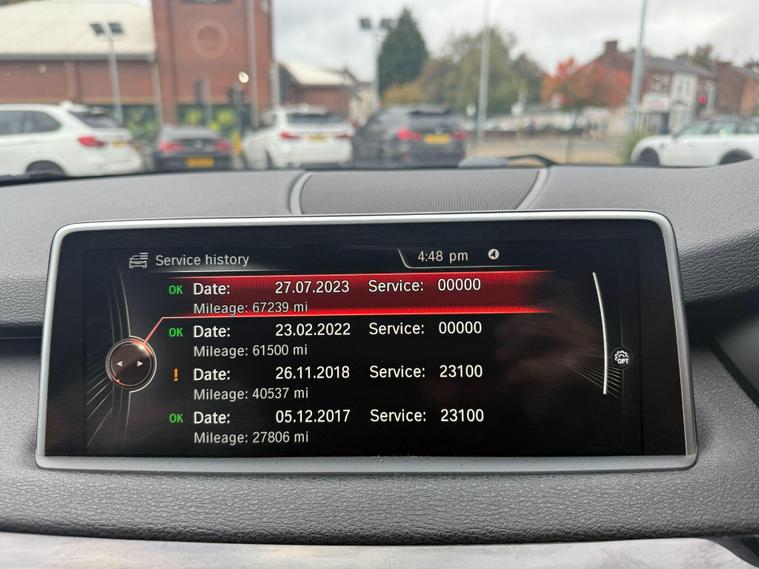 Service history 4:48 pm
OK Date: 27.07.2023 Service: 00000
Mileage: 67239 mi
OK Date: 23.02.2022 Service: 00000
Mileage: 61500 mi
! Date: 26.11.2018 Service: 23100
Mileage: 40537 mi
OPT
OK Date: 05.12.2017 Service: 23100
Mileage: 27806 mi